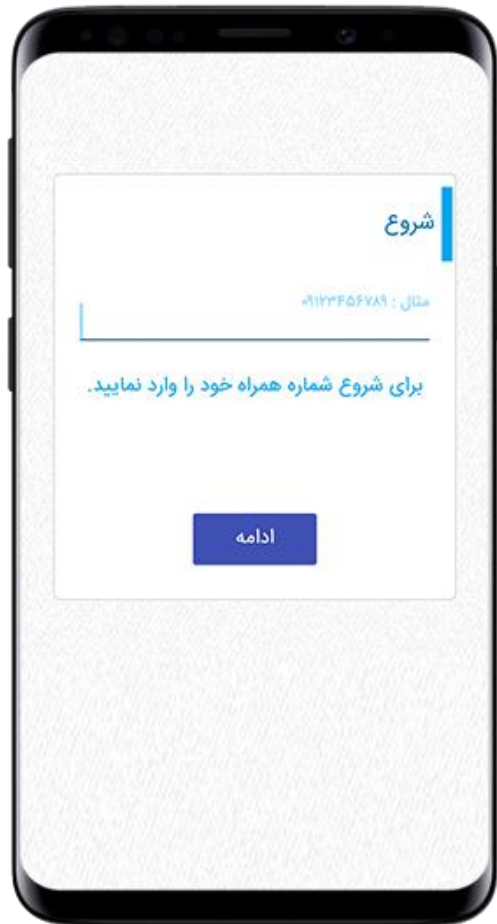 شروع
مثال : ۰۹۱۲۳۴۵۶۷۸۹
برای شروع شماره همراه خود را وارد نمایید.
ادامه